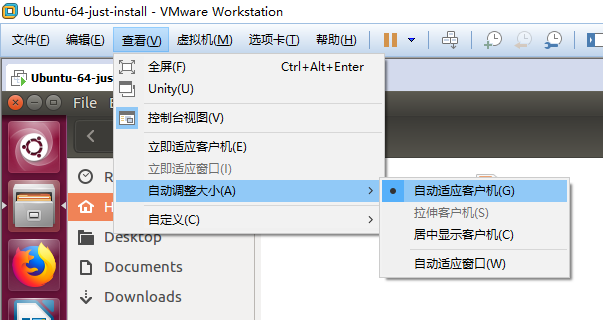 Ubuntu-64-just-install - VMware Workstation
文件(F) 编辑(E) 查看(V) 虚拟机(M) 选项卡(T) 帮助(H)
Ubuntu-64-jus
File E
全屏(F) Ctrl+Alt+Enter
Unity(U)
控制台视图(V)
立即适应客户机(E)
立即适应窗口(I)
自动调整大小(A)
自定义(C)
自动适应客户机(G)
拉伸客户机(S)
居中显示客户机(C)
自动适应窗口(W)
R
H
Desktop
Documents
Downloads